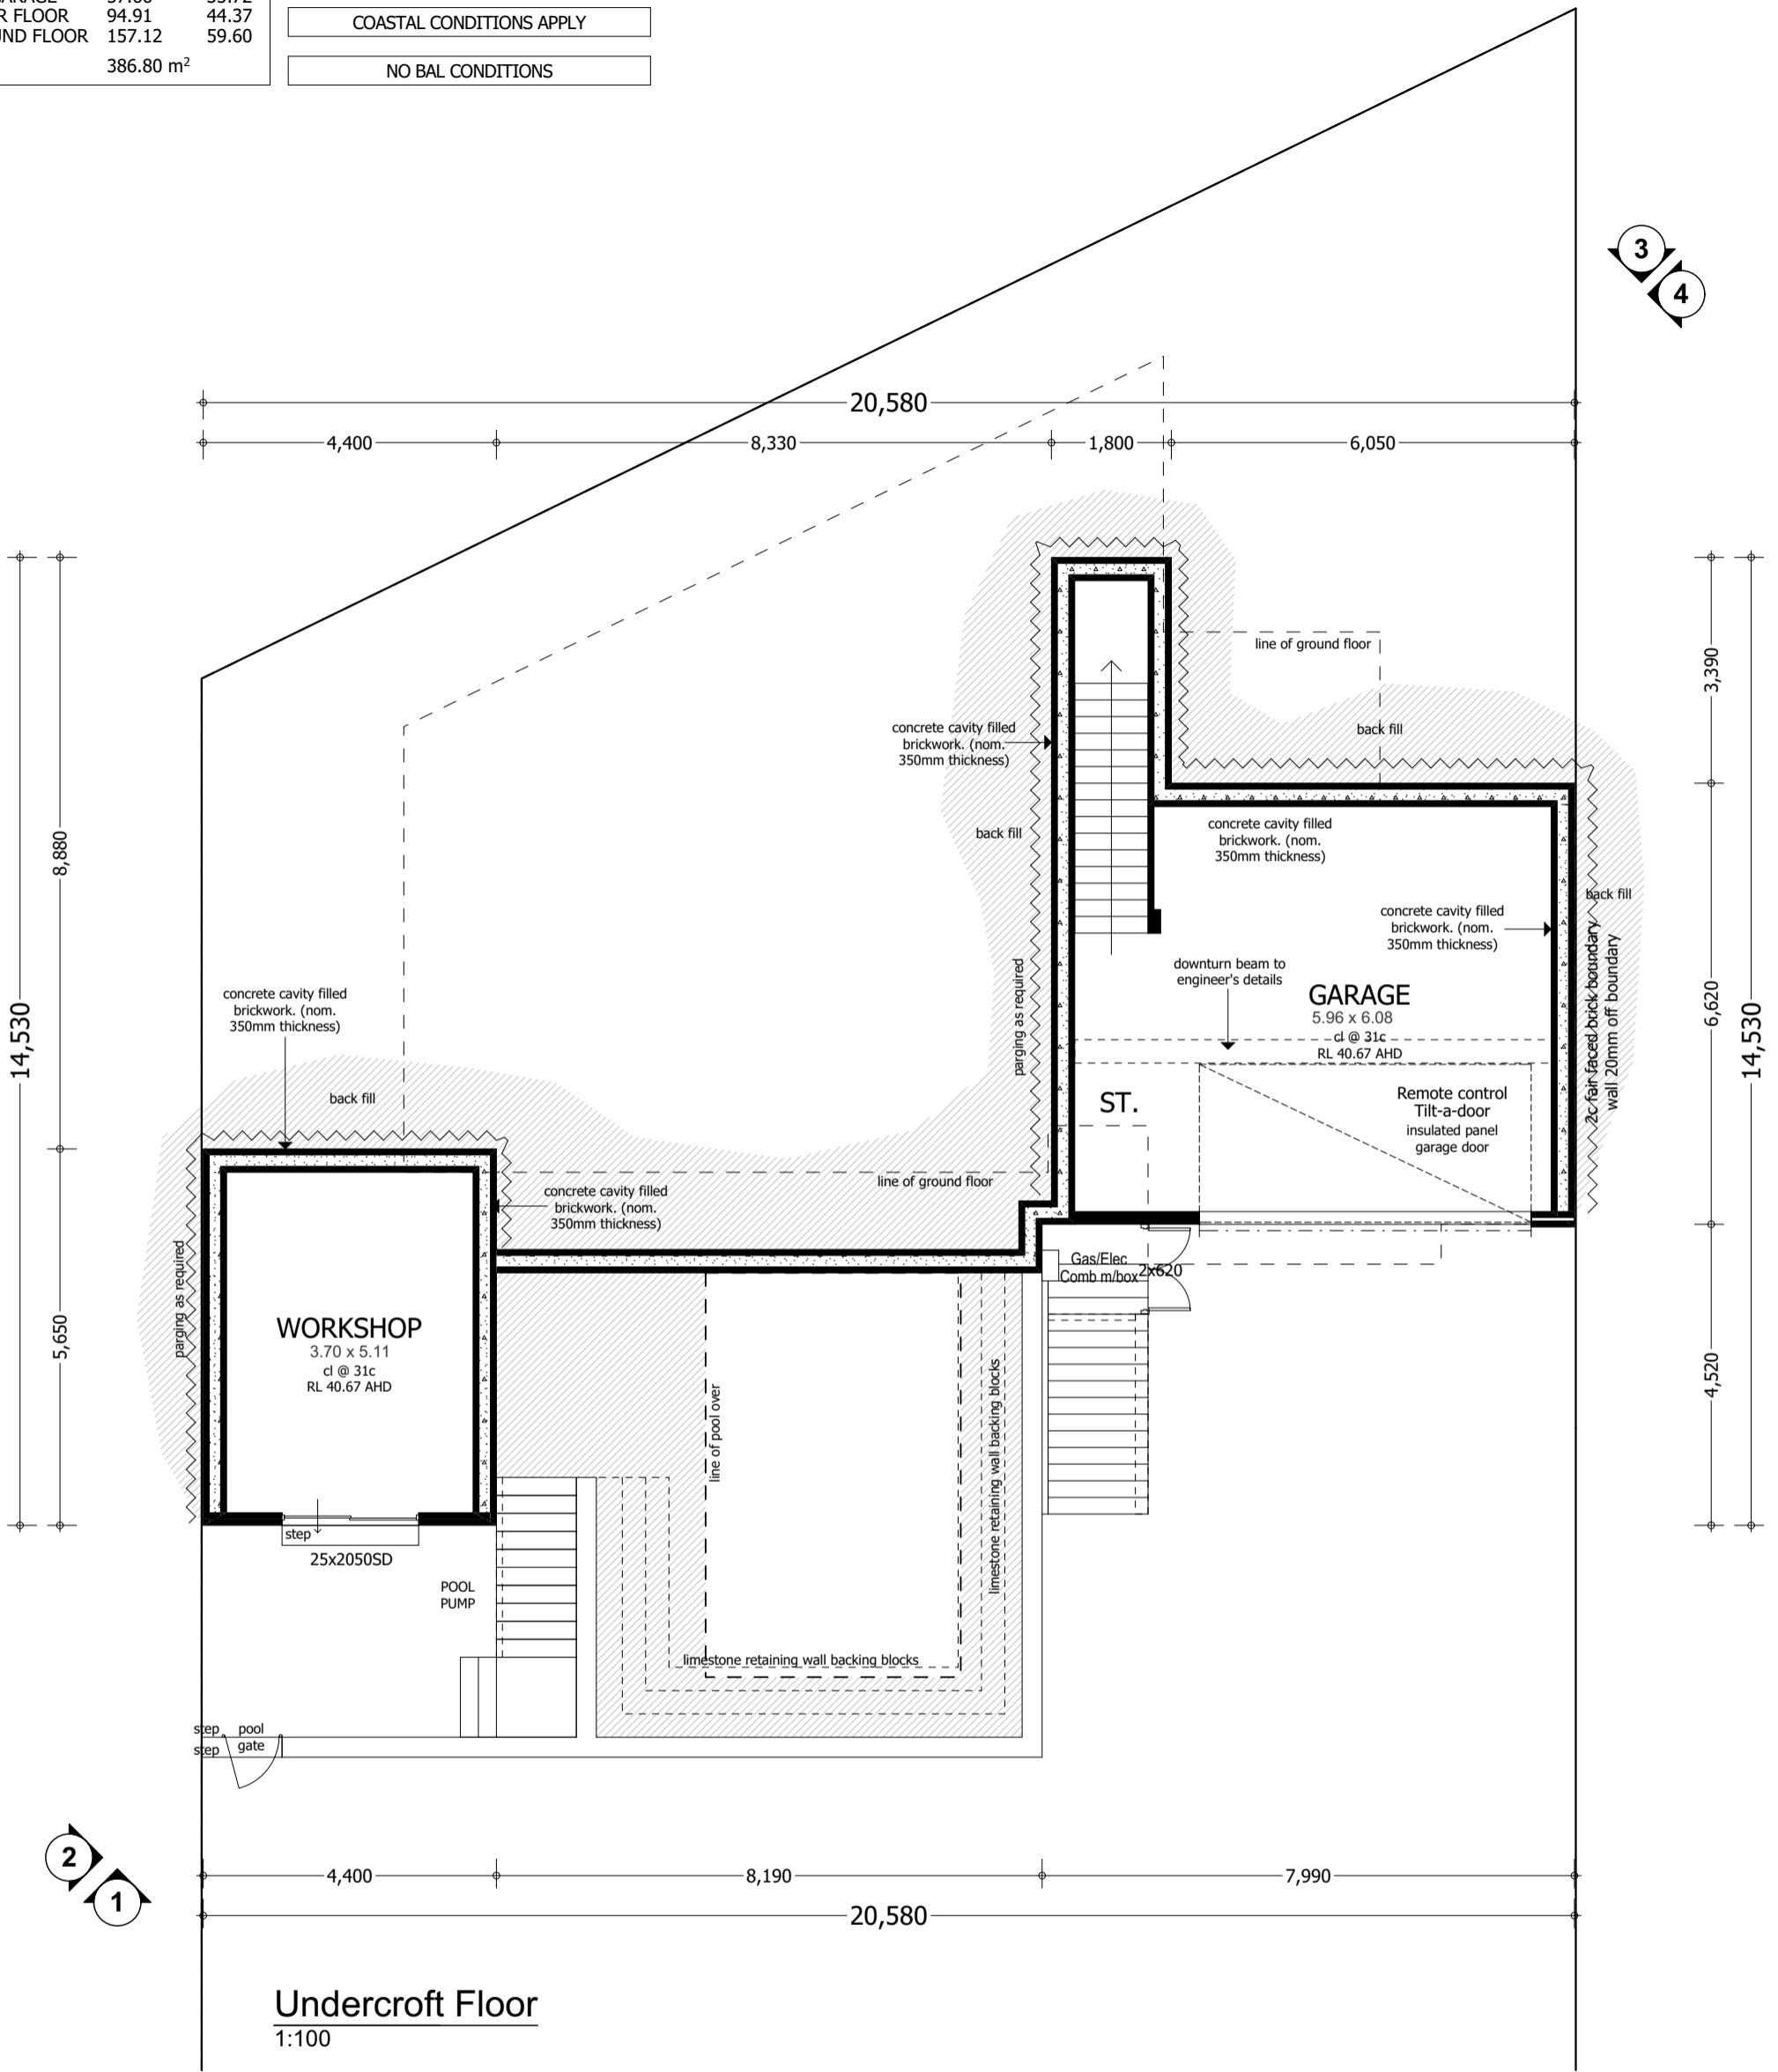 R FLOOR 94.91 44.37
UND FLOOR 157.12 59.60
386.80 m²
COASTAL CONDITIONS APPLY
NO BAL CONDITIONS
3
4
20,580
4,400
8,330
1,800
6,050
line of ground floor
back fill
concrete cavity filled
brickwork. (nom.
350mm thickness)
back fill
concrete cavity filled
brickwork. (nom.
350mm thickness)
back fill
concrete cavity filled
brickwork. (nom.
350mm thickness)
downturn beam to
engineer's details
GARAGE
5.96 x 6.08
cl @ 31c
RL 40.67 AHD
2c fair faced brick boundary
wall 20mm off boundary
parging as required
ST.
Remote control
Tilt-a-door
insulated panel
garage door
concrete cavity filled
brickwork. (nom.
350mm thickness)
back fill
line of ground floor
concrete cavity filled
brickwork. (nom.
350mm thickness)
parging as required
Gas/Elec
Comb m/box
2x620
WORKSHOP
3.70 x 5.11
cl @ 31c
RL 40.67 AHD
line of pool over
limestone retaining wall backing blocks
step
25x2050SD
POOL
PUMP
limestone retaining wall backing blocks
step
step
pool
gate
14,530
8,880
5,650
3,390
6,620
4,520
14,530
2
1
4,400
8,190
7,990
20,580
Undercroft Floor
1:100